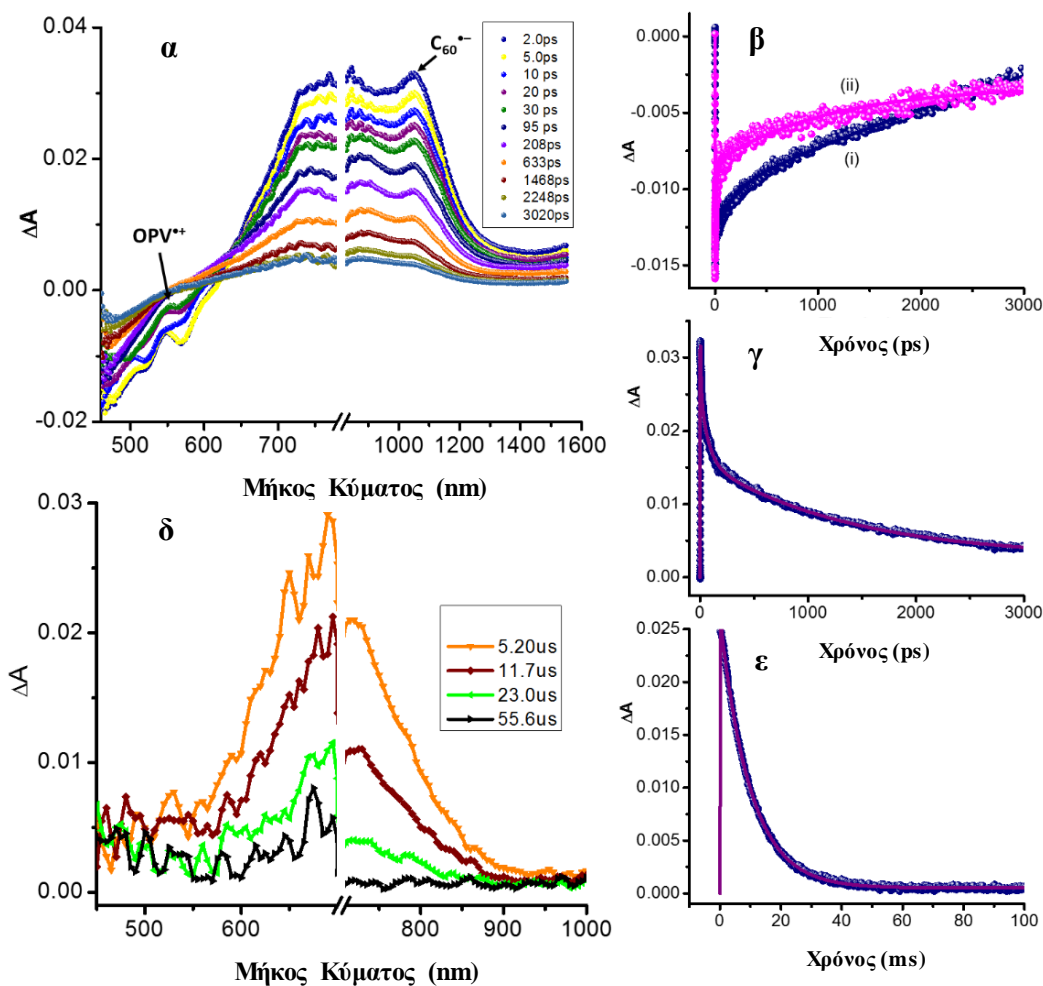 α
C₆₀•−
OPV•+
2.0ps
5.0ps
10 ps
20 ps
30 ps
95 ps
208ps
633ps
1468ps
2248ps
3020ps
0.04
0.02
0.00
-0.02
ΔA
500 600 700 1000 1200 1400 1600
Μήκος Κύματος (nm)
β
(ii)
(i)
0.000
-0.005
-0.010
-0.015
ΔA
0 1000 2000 3000
Χρόνος (ps)
γ
0.03
0.02
0.01
0.00
ΔA
0 1000 2000 3000
Χρόνος (ps)
δ
5.20us
11.7us
23.0us
55.6us
0.03
0.02
0.01
0.00
ΔA
500 600 800 900 1000
Μήκος Κύματος (nm)
ε
0.025
0.020
0.015
0.010
0.005
0.000
ΔA
0 20 40 60 80 100
Χρόνος (ms)